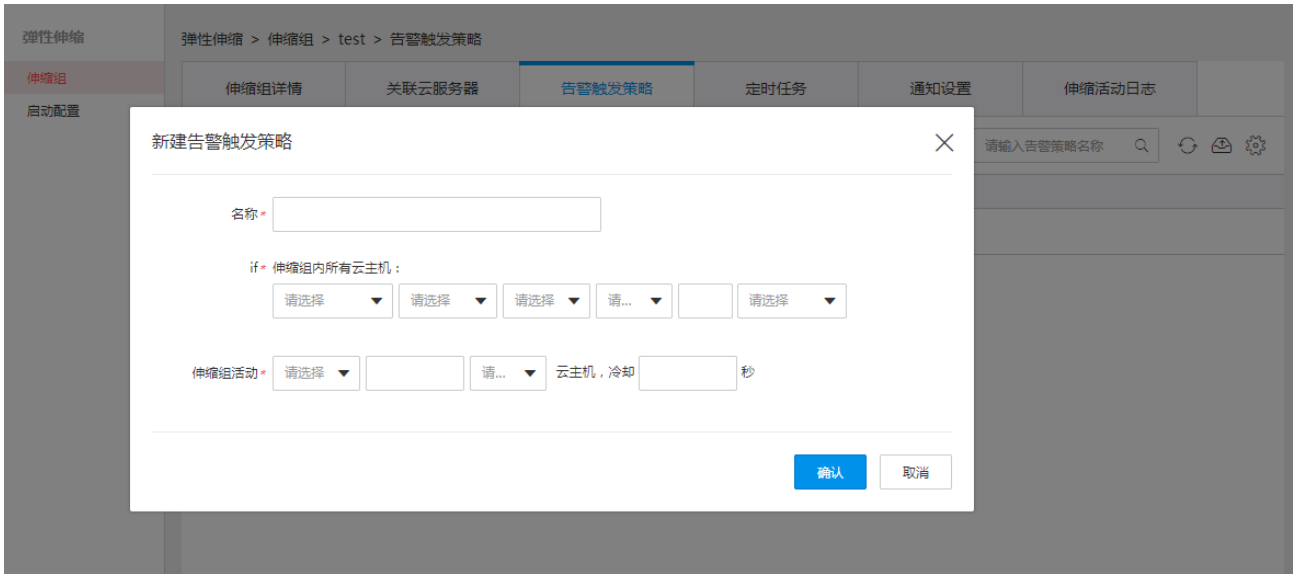 弹性伸缩
弹性伸缩 > 伸缩组 > test > 告警触发策略
伸缩组
启动配置
伸缩组详情 关联云服务器 告警触发策略 定时任务 通知设置 伸缩活动日志
请输入告警策略名称
新建告警触发策略
名称*
if* 伸缩组内所有云主机：
请选择 请选择 请选择 请... 请选择
伸缩组活动* 请选择 请... 云主机，冷却 秒
确认 取消